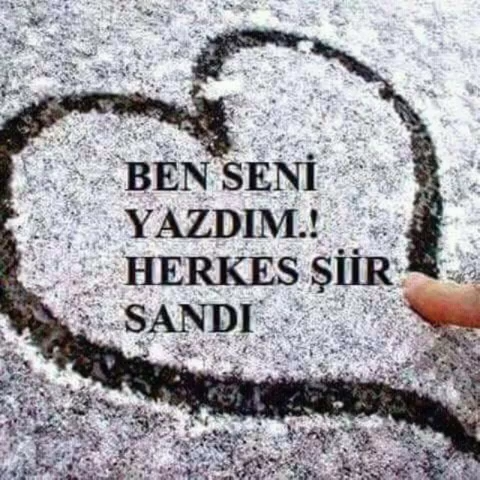 BEN SENİ
YAZDIM.!
HERKES ŞİİR
SANDI